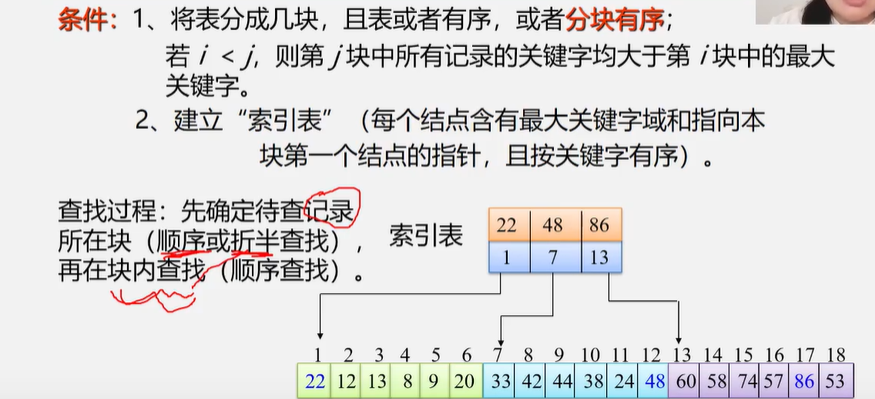 条件：1、将表分成几块，且表或者有序，或者分块有序；
若 i < j，则第 j 块中所有记录的关键字均大于第 i 块中的最大
关键字。
2、建立“索引表”（每个结点含有最大关键字域和指向本
块第一个结点的指针，且按关键字有序）。
查找过程：先确定待查记录
所在块（顺序或折半查找），
再在块内查找（顺序查找）。
索引表
22 48 86
1 7 13
1 2 3 4 5 6 7 8 9 10 11 12 13 14 15 16 17 18
22 12 13 8 9 20 33 42 44 38 24 48 60 58 74 57 86 53